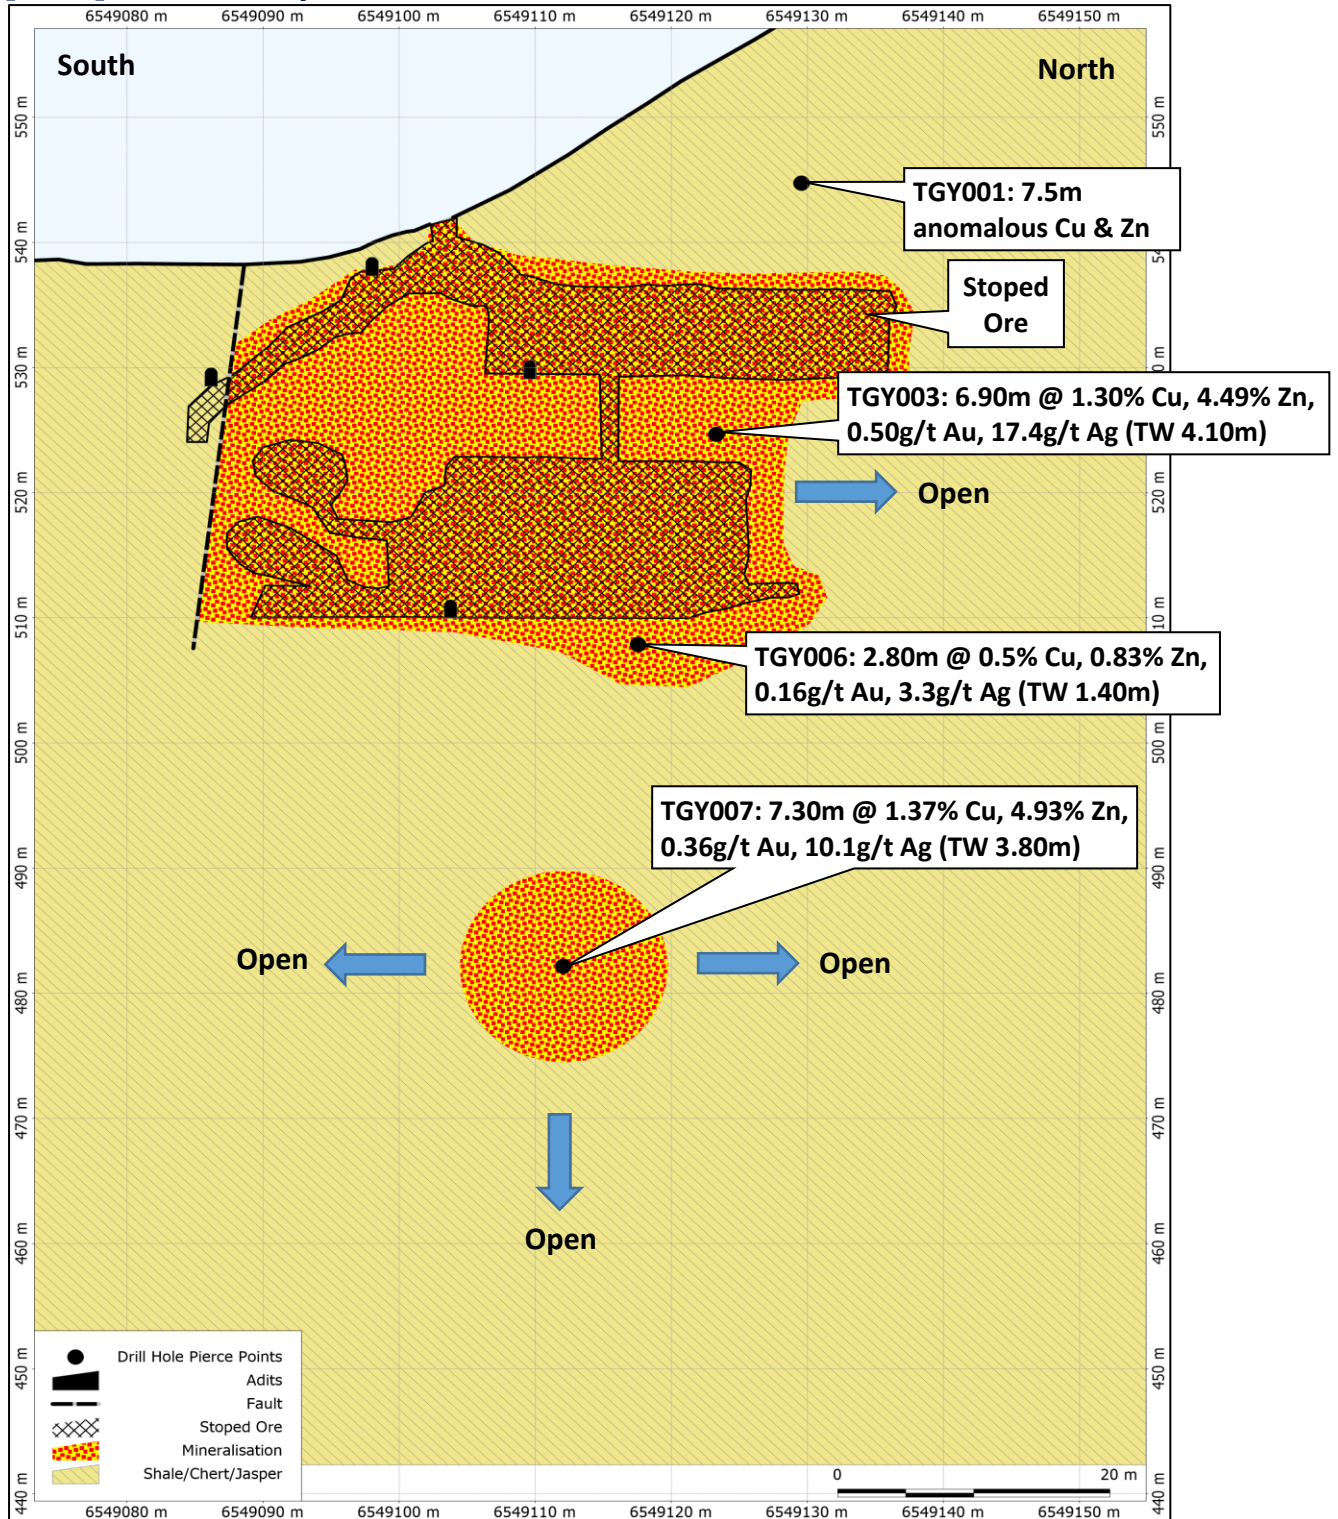 6549080 m 6549090 m 6549100 m 6549110 m 6549120 m 6549130 m 6549140 m 6549150 m
South
North
550 m
550 m
TGY001: 7.5m
anomalous Cu & Zn
540 m
Stoped
Ore
530 m
TGY003: 6.90m @ 1.30% Cu, 4.49% Zn,
0.50g/t Au, 17.4g/t Ag (TW 4.10m)
520 m
Open
520 m
510 m
TGY006: 2.80m @ 0.5% Cu, 0.83% Zn,
0.16g/t Au, 3.3g/t Ag (TW 1.40m)
500 m
500 m
TGY007: 7.30m @ 1.37% Cu, 4.93% Zn,
0.36g/t Au, 10.1g/t Ag (TW 3.80m)
490 m
490 m
Open
Open
480 m
480 m
470 m
470 m
Open
460 m
460 m
450 m
450 m
Drill Hole Pierce Points
Adits
Fault
Stoped Ore
Mineralisation
Shale/Chert/Jasper
0 20 m
440 m
440 m
6549080 m 6549090 m 6549100 m 6549110 m 6549120 m 6549130 m 6549140 m 6549150 m